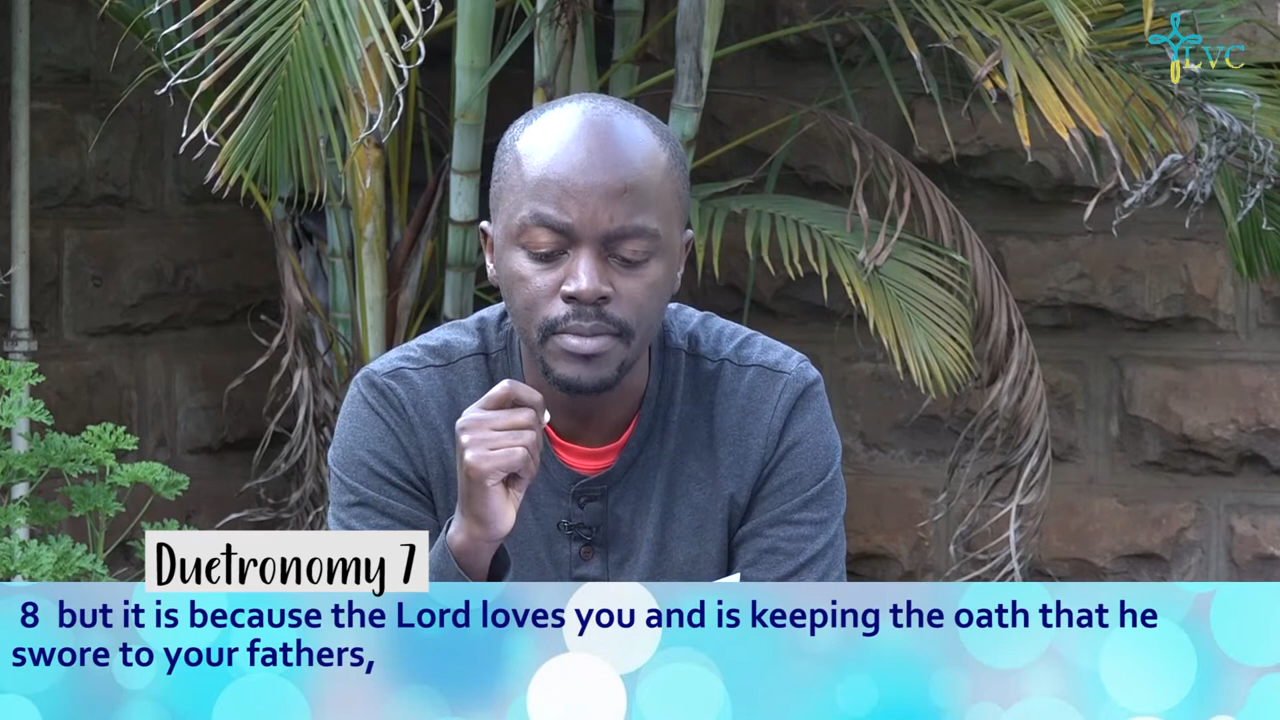 LVC
Duetronomy 7
8 but it is because the Lord loves you and is keeping the oath that he
swore to your fathers,